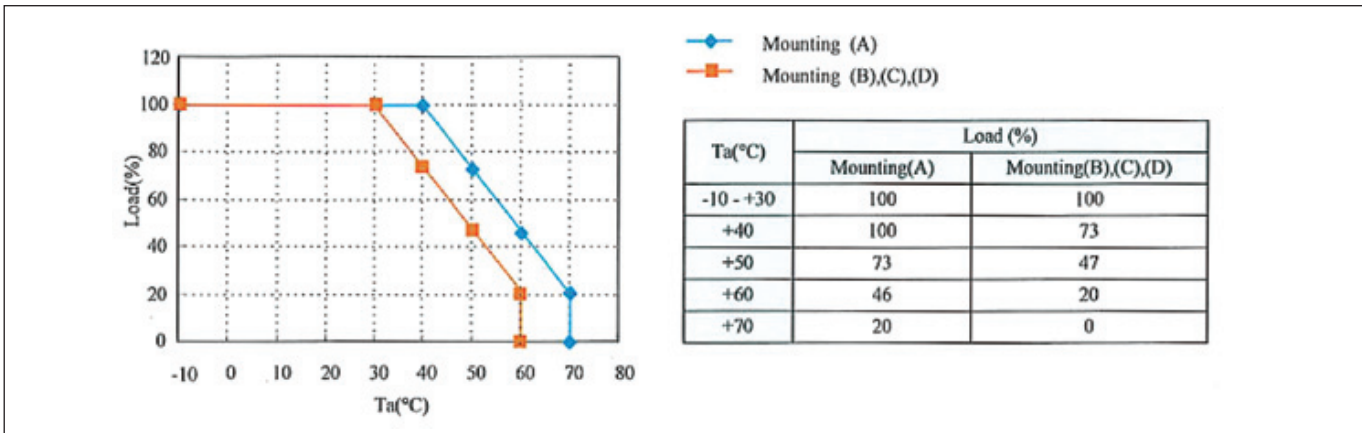 120
100
80
60
40
20
0
Load(%)
-10 0 10 20 30 40 50 60 70 80
Ta(°C)
Mounting (A)
Mounting (B),(C),(D)
Ta(°C) Load (%)
Mounting(A) Mounting(B),(C),(D)
-10 - +30 100 100
+40 100 73
+50 73 47
+60 46 20
+70 20 0